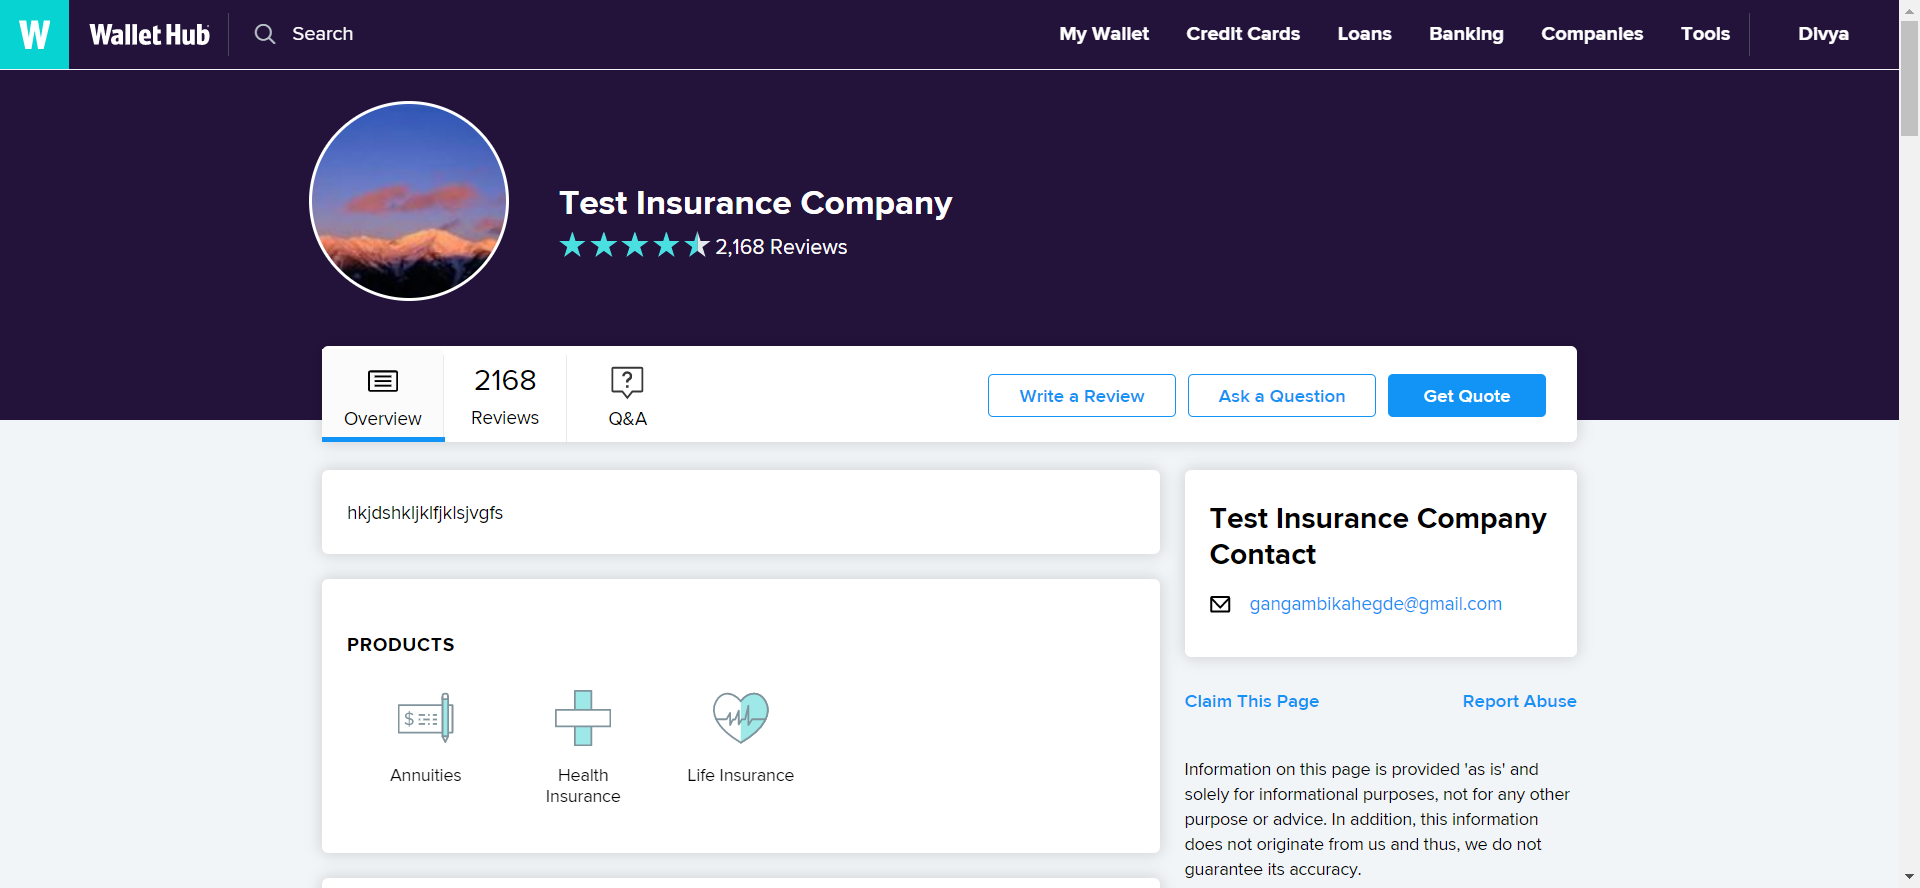 W Wallet Hub Search My Wallet Credit Cards Loans Banking Companies Tools Divya
Test Insurance Company
2,168 Reviews
Overview
2168
Reviews
?
Q&A
Write a Review Ask a Question Get Quote
hkjdshkljklfjklsjvgfs
PRODUCTS
$
Annuities
Health
Insurance
Life Insurance
Test Insurance Company
Contact
gangambikahegde@gmail.com
Claim This Page Report Abuse
Information on this page is provided 'as is' and
solely for informational purposes, not for any other
purpose or advice. In addition, this information
does not originate from us and thus, we do not
guarantee its accuracy.